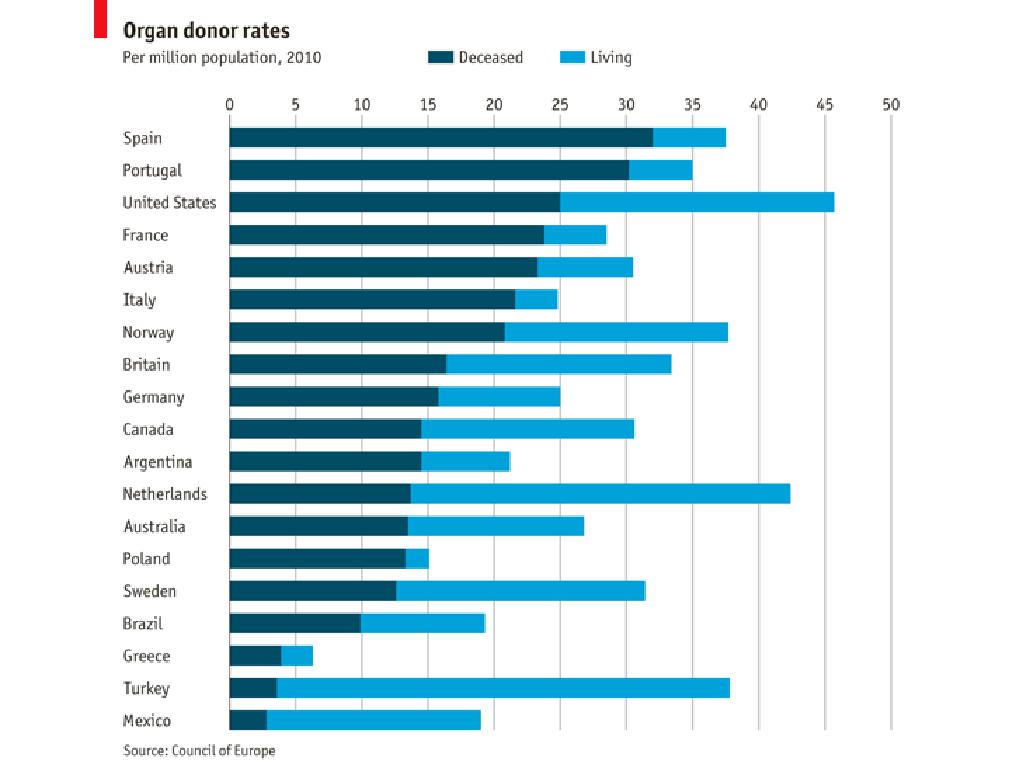 Organ donor rates
Per million population, 2010 Deceased Living
0 5 10 15 20 25 30 35 40 45 50
Spain
Portugal
United States
France
Austria
Italy
Norway
Britain
Germany
Canada
Argentina
Netherlands
Australia
Poland
Sweden
Brazil
Greece
Turkey
Mexico
Source: Council of Europe